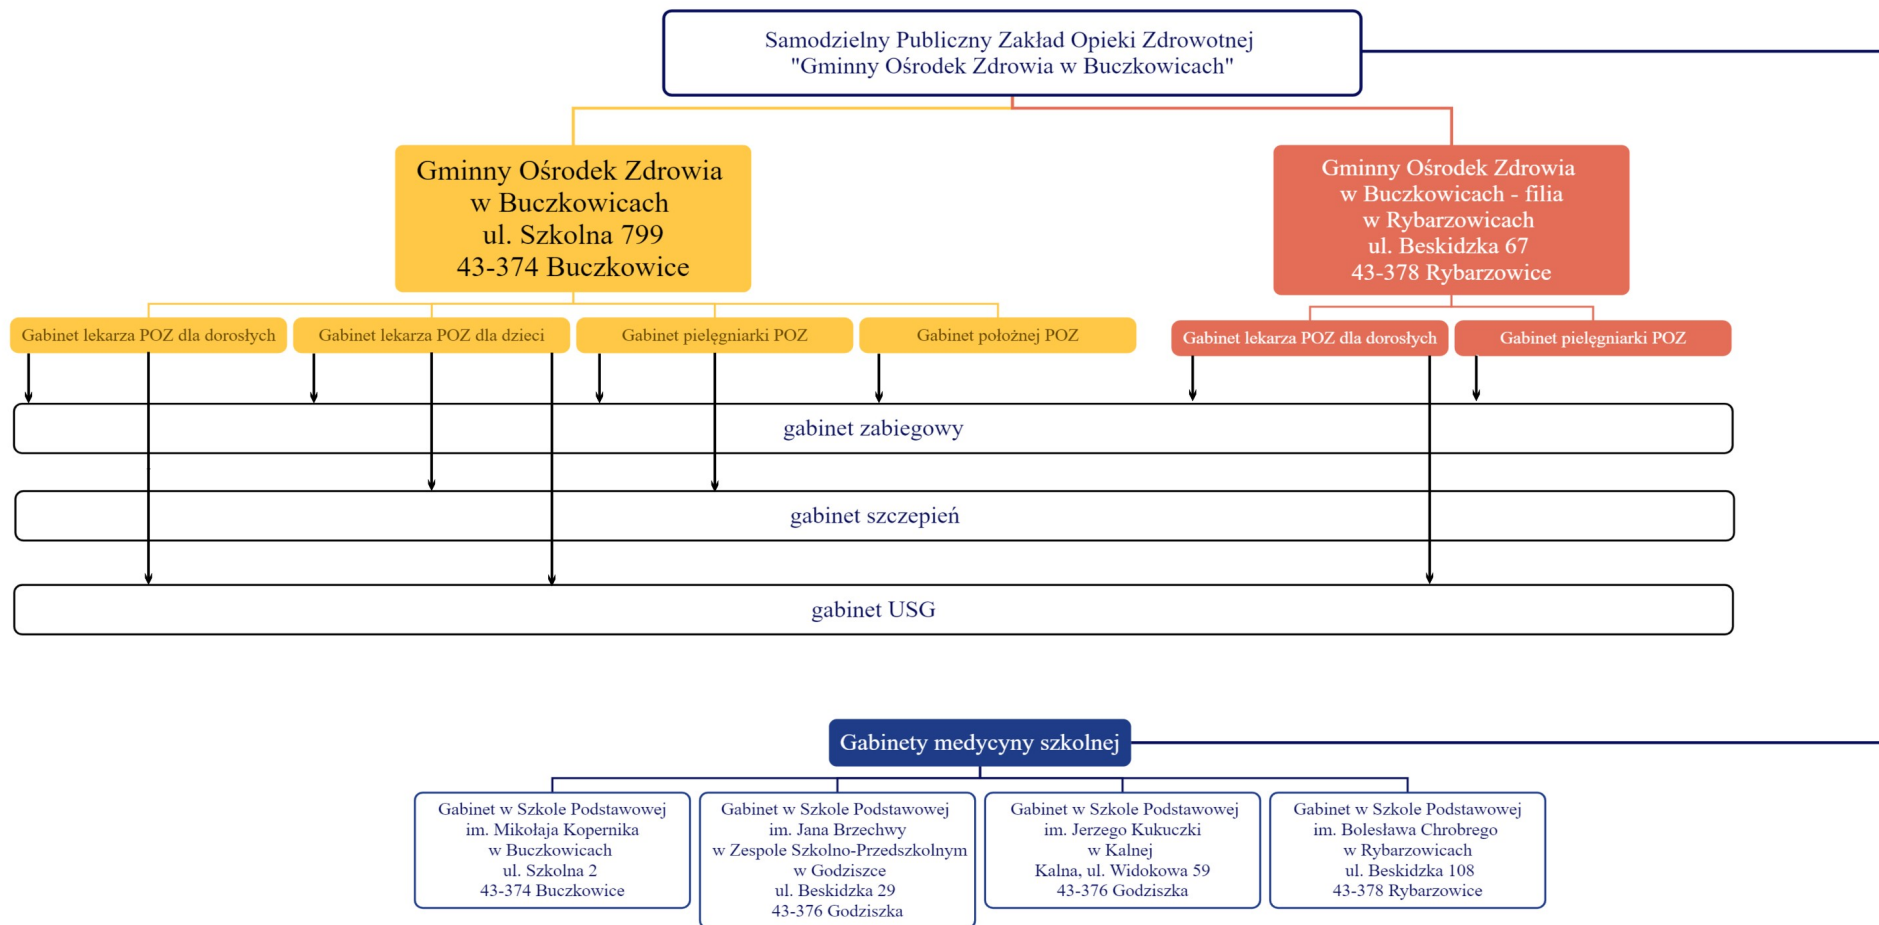 Samodzielny Publiczny Zakład Opieki Zdrowotnej
"Gminny Ośrodek Zdrowia w Buczkowicach"
Gminny Ośrodek Zdrowia
w Buczkowicach
ul. Szkolna 799
43-374 Buczkowice
Gminny Ośrodek Zdrowia
w Buczkowicach - filia
w Rybarzowicach
ul. Beskidzka 67
43-378 Rybarzowice
Gabinet lekarza POZ dla dorosłych
Gabinet lekarza POZ dla dzieci
Gabinet pielęgniarki POZ
Gabinet położnej POZ
Gabinet lekarza POZ dla dorosłych
Gabinet pielęgniarki POZ
gabinet zabiegowy
gabinet szczepień
gabinet USG
Gabinety medycyny szkolnej
Gabinet w Szkole Podstawowej
im. Mikołaja Kopernika
w Buczkowicach
ul. Szkolna 2
43-374 Buczkowice
Gabinet w Szkole Podstawowej
im. Jana Brzechwy
w Zespole Szkolno-Przedszkolnym
w Godziszce
ul. Beskidzka 29
43-376 Godziszka
Gabinet w Szkole Podstawowej
im. Jerzego Kukuczki
w Kalnej
Kalna, ul. Widokowa 59
43-376 Godziszka
Gabinet w Szkole Podstawowej
im. Bolesława Chrobrego
w Rybarzowicach
ul. Beskidzka 108
43-378 Rybarzowice